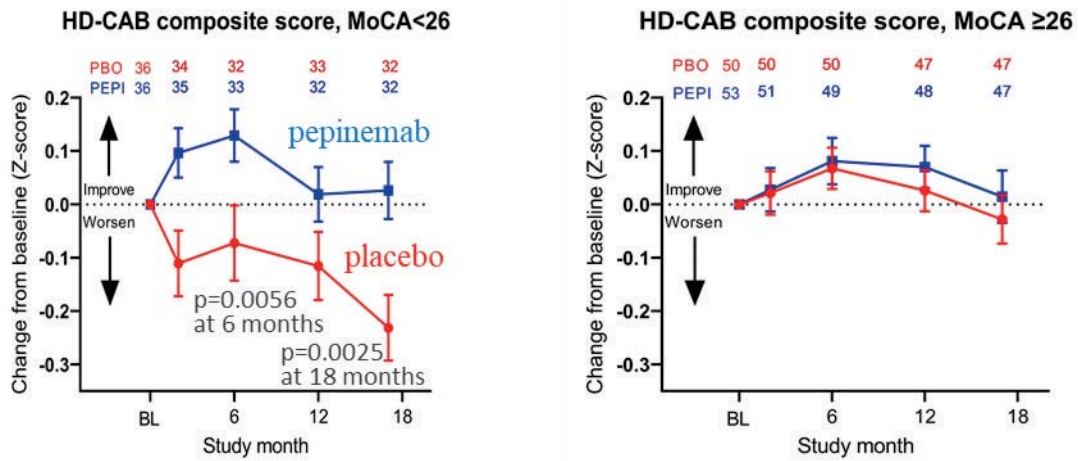 HD-CAB composite score, MoCA<26
PBO 36 34 32 33 32
PEPI 36 35 33 32 32
Change from baseline (Z-score)
0.2
0.1
0.0
-0.1
-0.2
-0.3
Improve
Worsen
pepinemab
placebo
p=0.0056
at 6 months
p=0.0025
at 18 months
BL 6 12 18
Study month
HD-CAB composite score, MoCA ≥26
PBO 50 50 50 47 47
PEPI 53 51 49 48 47
Change from baseline (Z-score)
0.2
0.1
0.0
-0.1
-0.2
-0.3
Improve
Worsen
BL 6 12 18
Study month